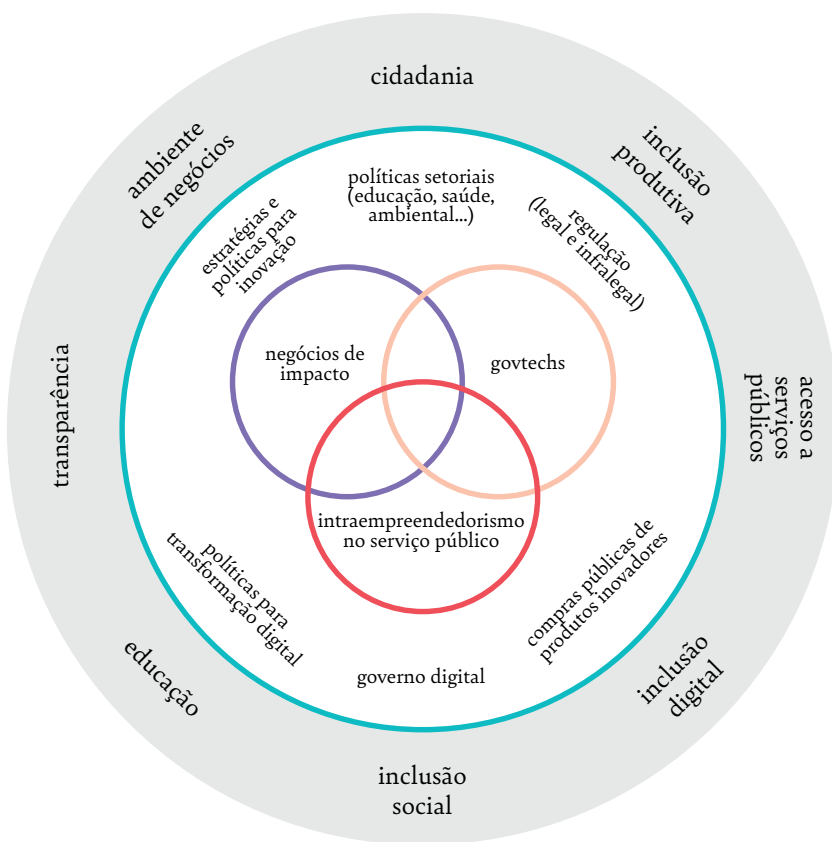 cidadania
ambiente
de negócios
inclusão
produtiva
políticas setoriais
(educação, saúde,
ambiental...)
estratégias e
políticas para
inovação
regulação
(legal e infralegal)
negócios de
impacto
govtechs
transparência
acesso a
serviços
públicos
intraempreendedorismo
no serviço público
políticas para
transformação digital
compras públicas de
produtos inovadores
governo digital
educação
inclusão
digital
inclusão
social